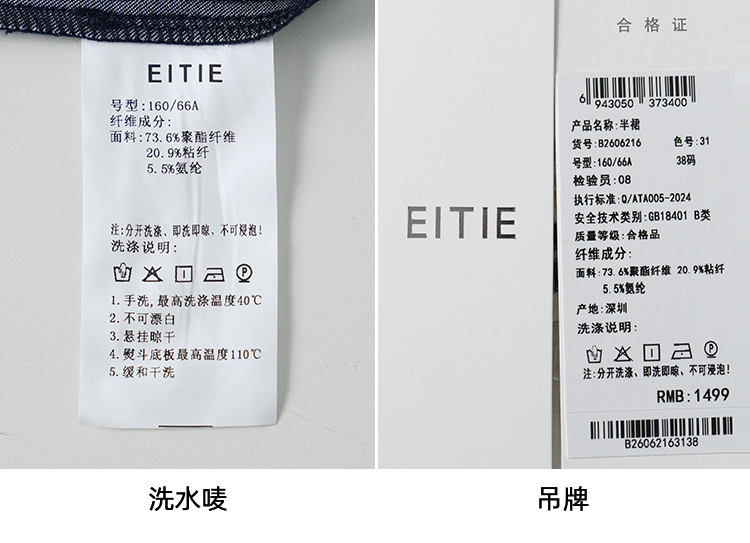 EITIE
号型:160/66A
纤维成分:
面料:73.6%聚酯纤维
20.9%粘纤
5.5%氨纶
注:分开洗涤、即洗即晾、不可浸泡!
洗涤说明:
1.手洗,最高洗涤温度40℃
2.不可漂白
3.悬挂晾干
4.熨斗底板最高温度110℃
5.缓和干洗
洗水唛
EITIE
合格证
6 943050 373400
产品名称:半裙
货号:B2606216 色号:31
号型:160/66A 38码
检验员:08
执行标准:Q/ATA005-2024
安全技术类别:GB18401 B类
质量等级:合格品
纤维成分:
面料:73.6%聚酯纤维 20.9%粘纤
5.5%氨纶
产地:深圳
洗涤说明:
注:分开洗涤、即洗即晾、不可浸泡!
RMB:1499
B26062163138
吊牌